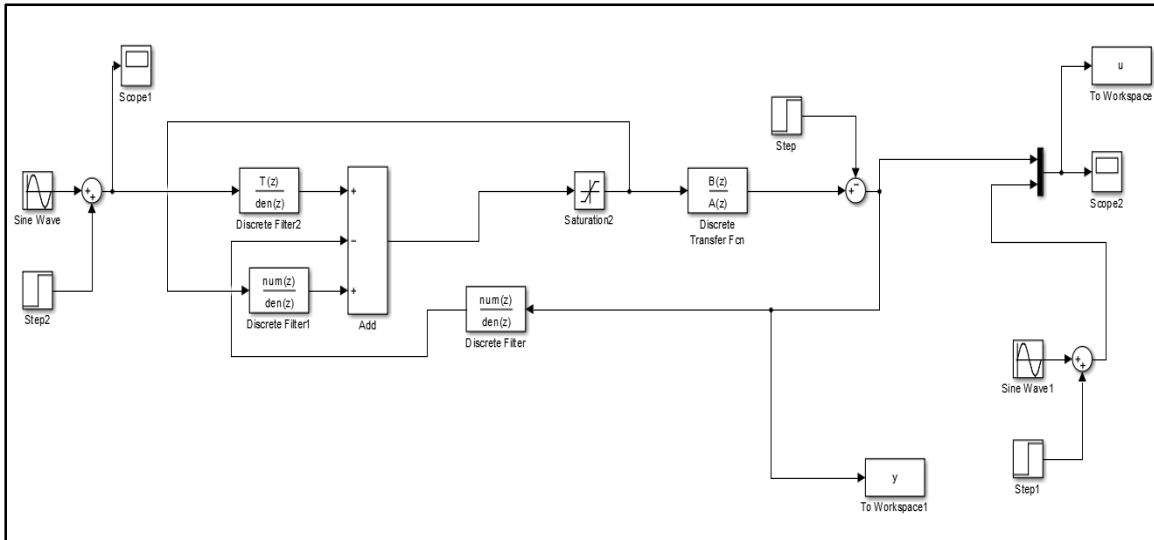 Scope1
Sine Wave
Step2
T(z)
den(z)
Discrete Filter2
num(z)
den(z)
Discrete Filter1
Add
Saturation2
B(z)
A(z)
Discrete
Transfer Fcn
num(z)
den(z)
Discrete Filter
Step
u
To Workspace
Scope2
Sine Wave1
Step1
y
To Workspace1